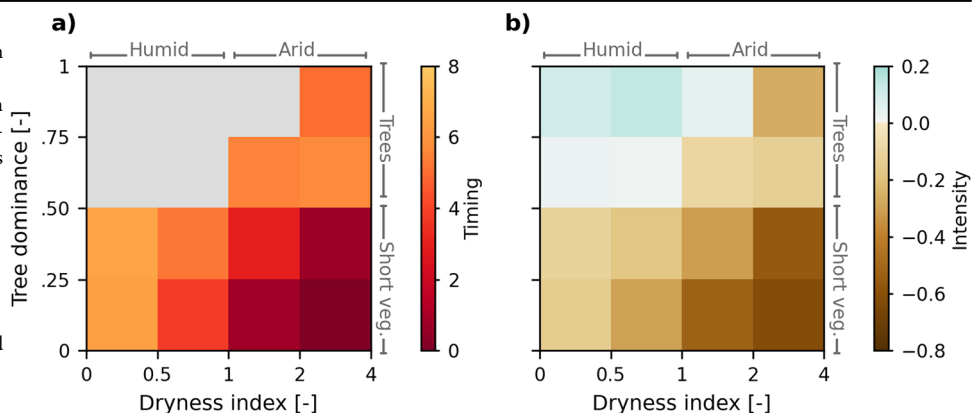 a)
Humid
Arid
1
.75
.50
.25
0
Tree dominance [-]
0
0.5
1
2
4
Dryness index [-]
Trees
Short veg.
8
6
4
2
0
Timing
b)
Humid
Arid
0
0.5
1
2
4
Dryness index [-]
Trees
Short veg.
0.2
0.0
−0.2
−0.4
−0.6
−0.8
Intensity